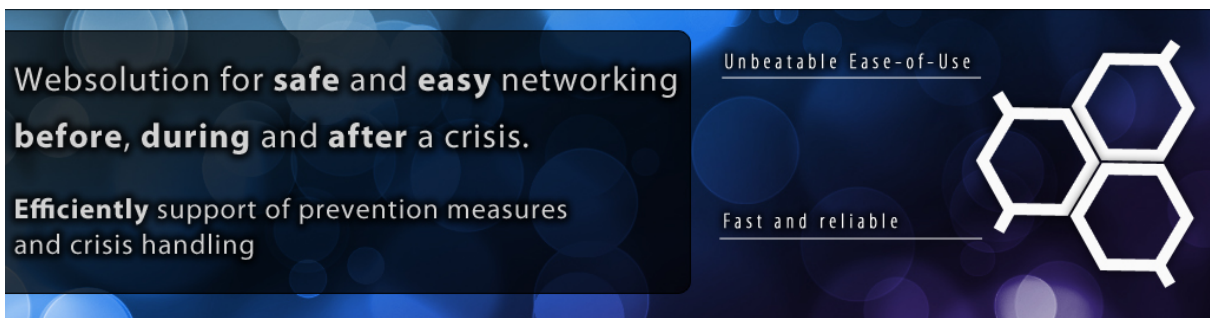 Websolution for safe and easy networking
before, during and after a crisis.
Efficiently support of prevention measures
and crisis handling
Unbeatable Ease-of-Use
Fast and reliable